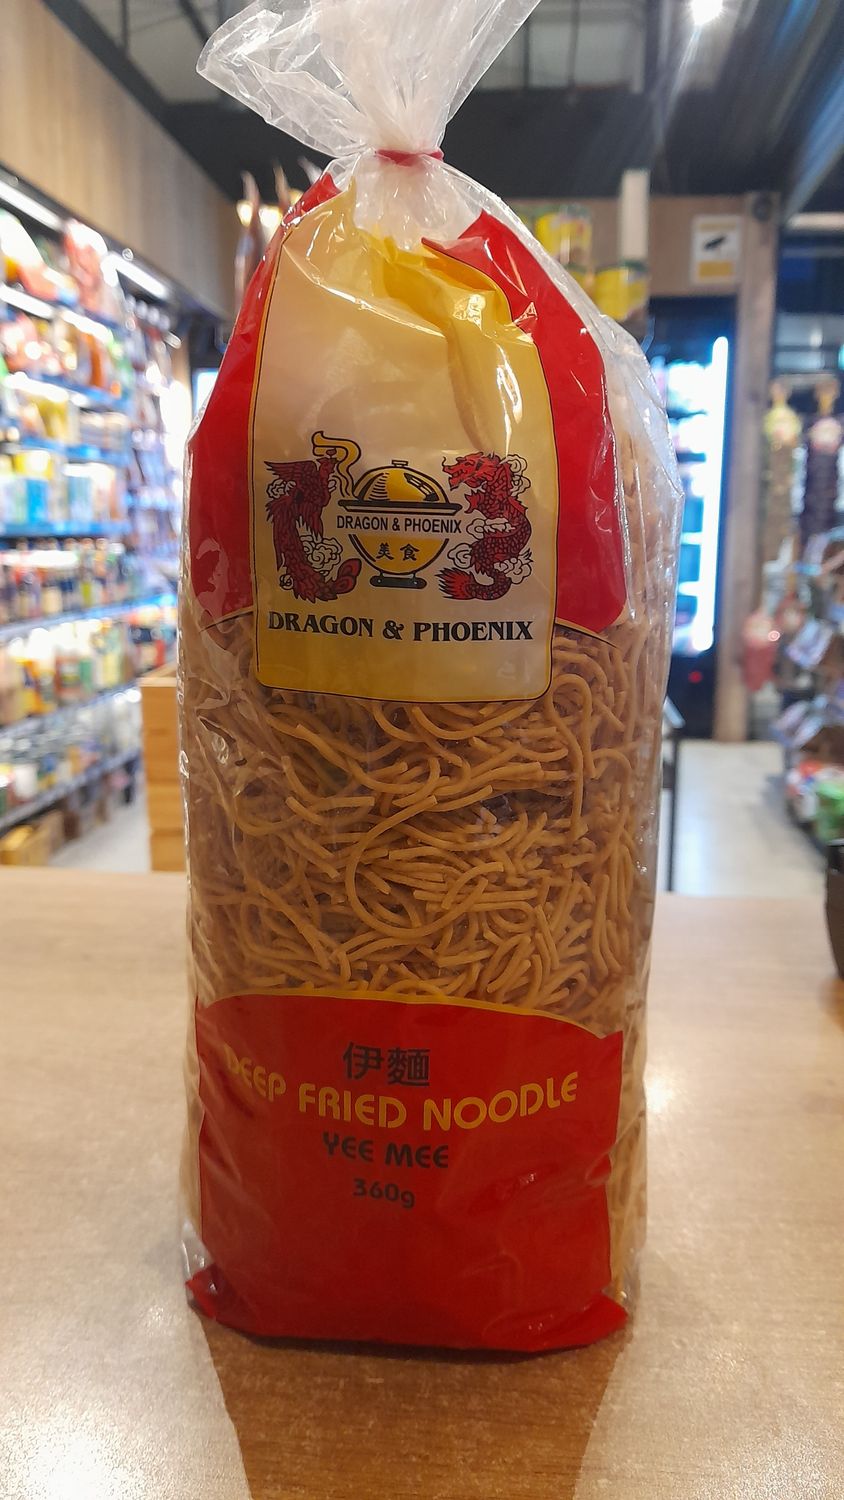 DRAGON & PHOENIX
美食
DRAGON & PHOENIX
伊麵
DEEP FRIED NOODLE
YEE MEE
360g